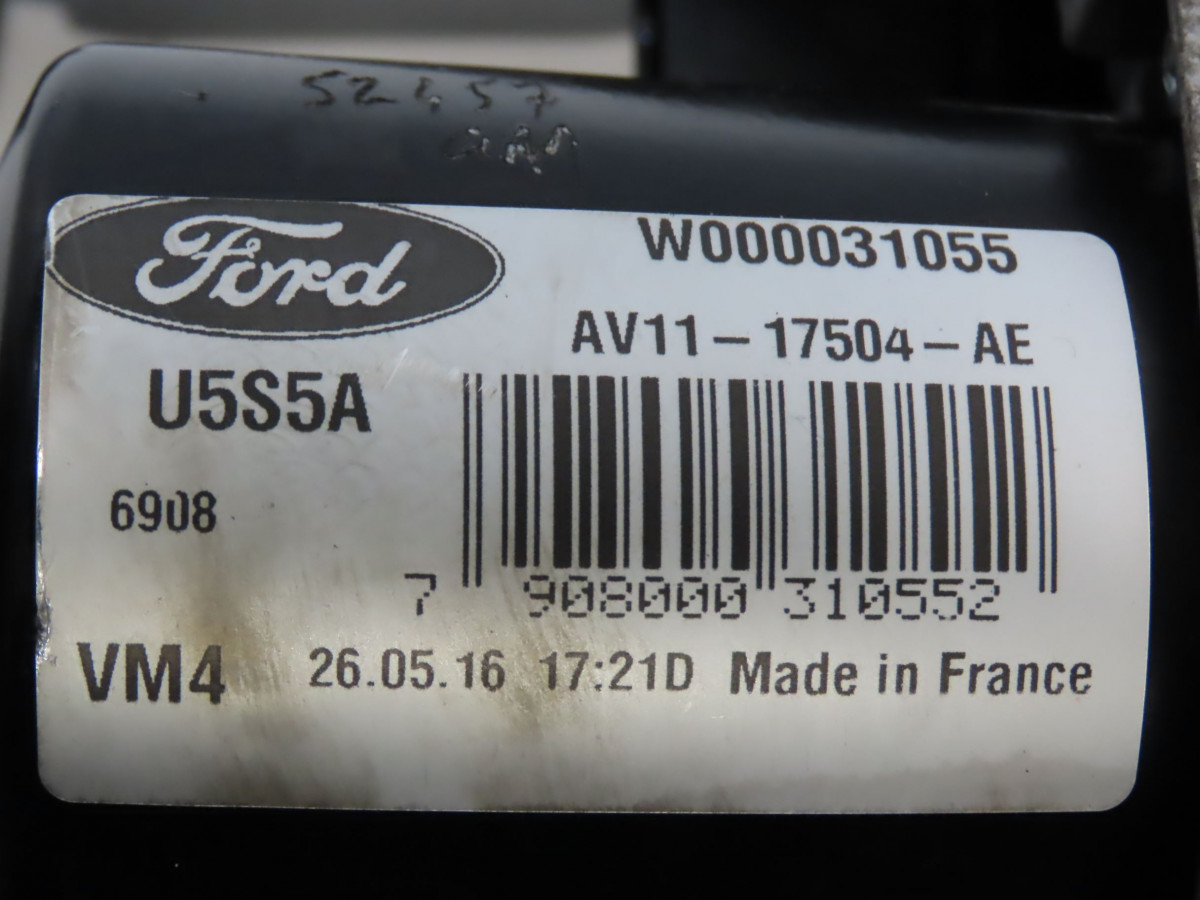 Ford
W000031055
AV11-17504-AE
U5S5A
6908
7 908000 310552
VM4 26.05.16 17:21D Made in France